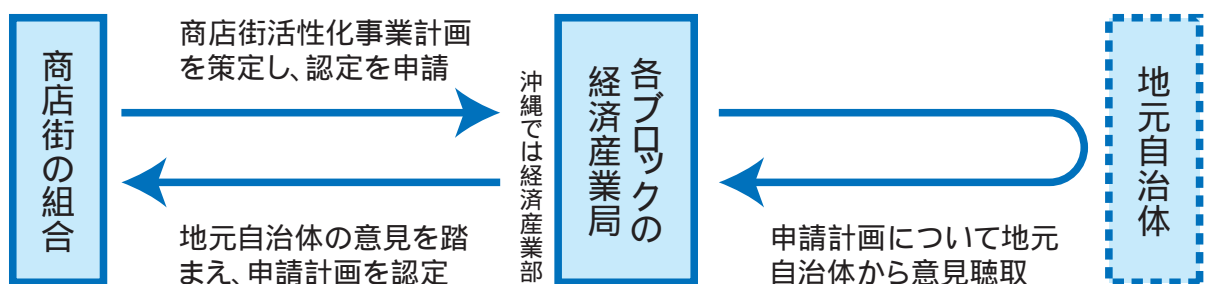 商店街の組合
商店街活性化事業計画
を策定し、認定を申請
地元自治体の意見を踏
まえ、申請計画を認定
沖縄では経済産業部
各ブロックの
経済産業局
申請計画について地元
自治体から意見聴取
地元自治体